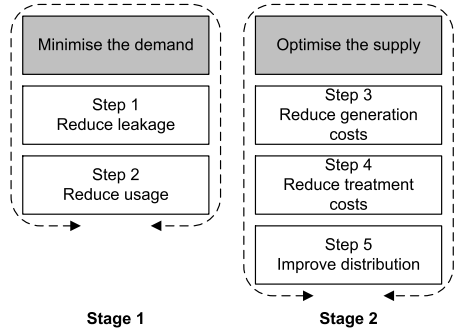 Minimise the demand
Step 1
Reduce leakage
Step 2
Reduce usage
Stage 1
Optimise the supply
Step 3
Reduce generation
costs
Step 4
Reduce treatment
costs
Step 5
Improve distribution
Stage 2